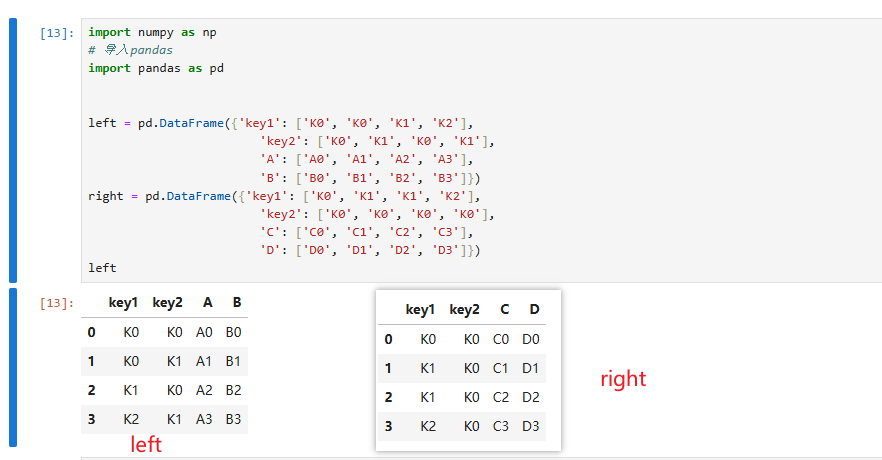 [13]: import numpy as np
# 导入pandas
import pandas as pd
left = pd.DataFrame({'key1': ['K0', 'K0', 'K1', 'K2'],
'key2': ['K0', 'K1', 'K0', 'K1'],
'A': ['A0', 'A1', 'A2', 'A3'],
'B': ['B0', 'B1', 'B2', 'B3']})
right = pd.DataFrame({'key1': ['K0', 'K1', 'K1', 'K2'],
'key2': ['K0', 'K0', 'K0', 'K0'],
'C': ['C0', 'C1', 'C2', 'C3'],
'D': ['D0', 'D1', 'D2', 'D3']})
left
[13]: key1 key2 A B
0 K0 K0 A0 B0
1 K0 K1 A1 B1
2 K1 K0 A2 B2
3 K2 K1 A3 B3
left
key1 key2 C D
0 K0 K0 C0 D0
1 K1 K0 C1 D1
2 K1 K0 C2 D2
3 K2 K0 C3 D3
right